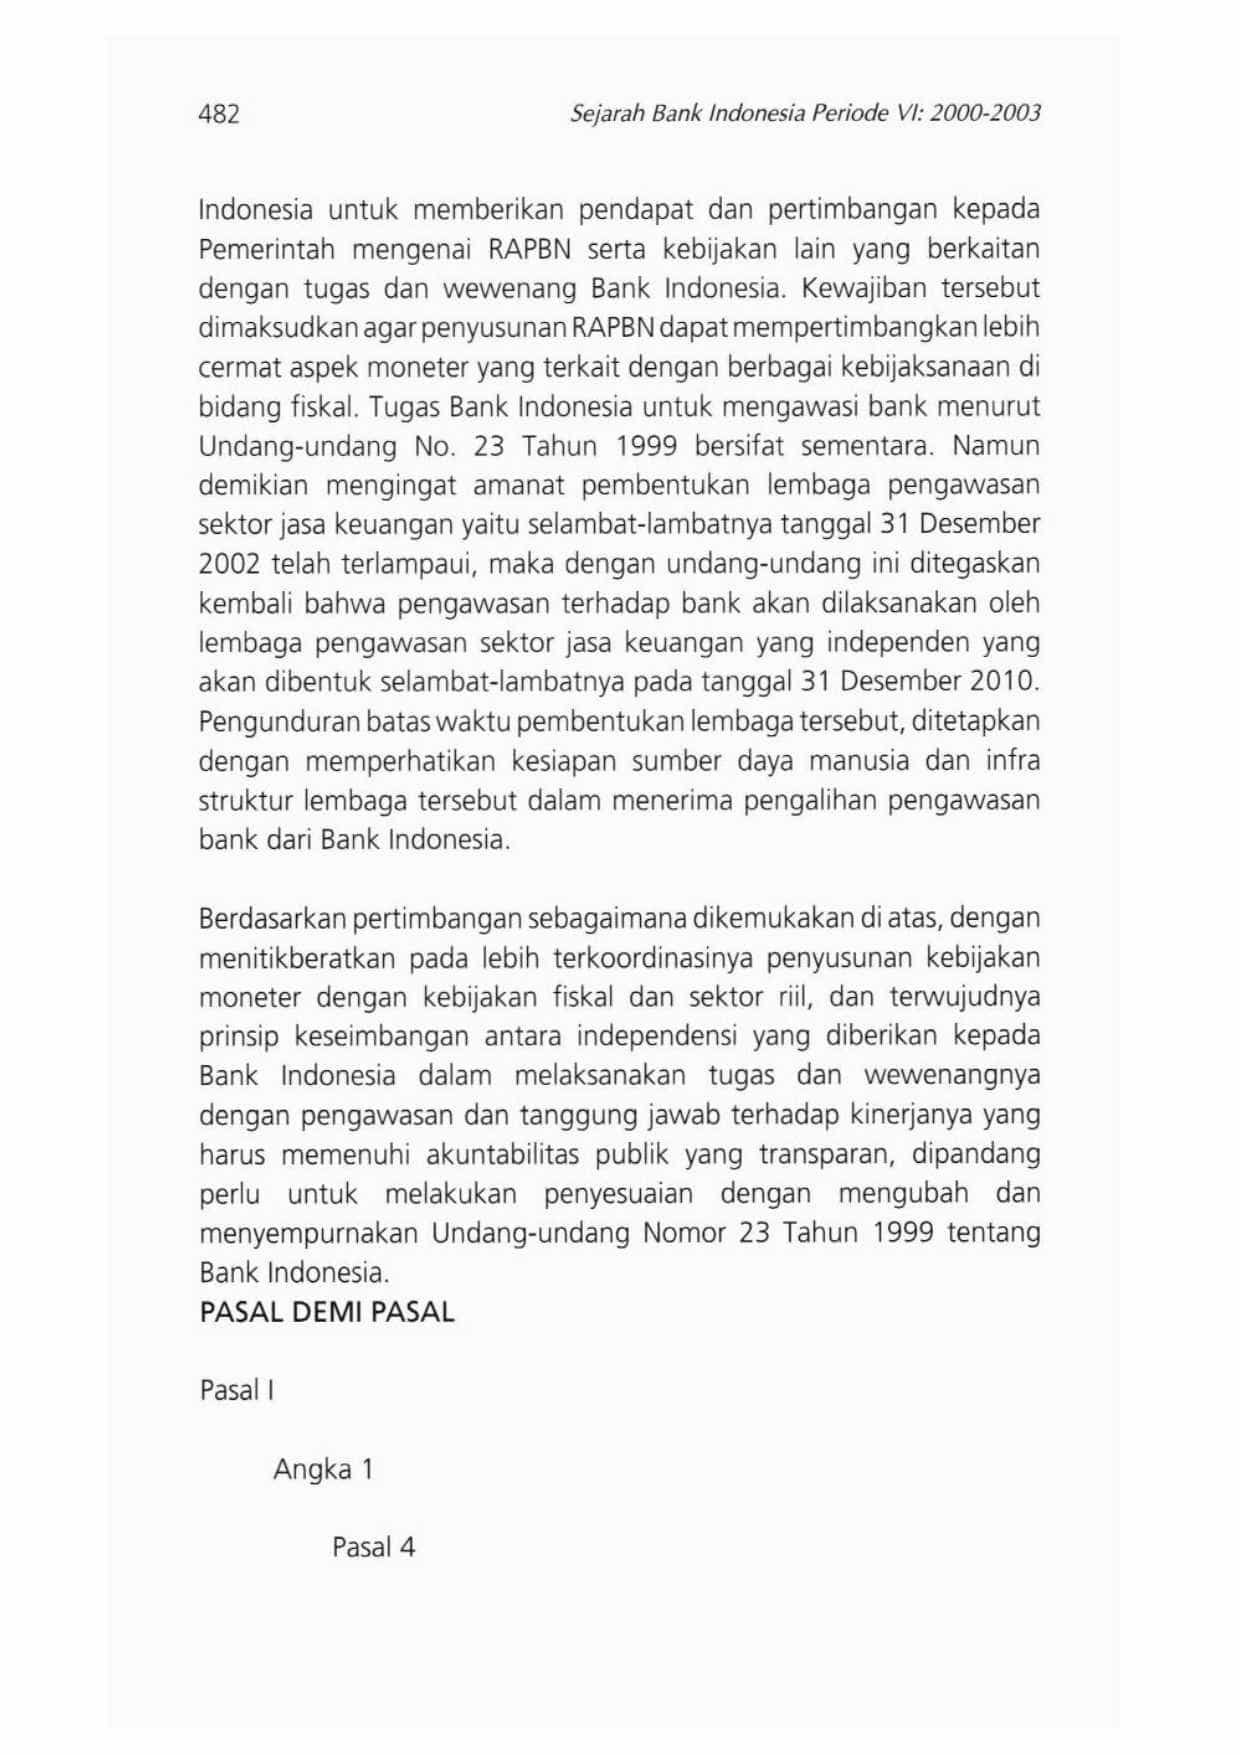 482
Sejarah Bank Indonesia Periode VI: 2000-2003
Indonesia untuk memberikan pendapat dan pertimbangan kepada
Pemerintah mengenai RAPBN serta kebijakan lain yang berkaitan
dengan tugas dan wewenang Bank Indonesia. Kewajiban tersebut
dimaksudkan agar penyusunan RAPBN dapat mempertimbangkan lebih
cermat aspek moneter yang terkait dengan berbagai kebijaksanaan di
bidang fiskal. Tugas Bank Indonesia untuk mengawasi bank menurut
Undang-undang No. 23 Tahun 1999 bersifat sementara. Namun
demikian mengingat amanat pembentukan lembaga pengawasan
sektor jasa keuangan yaitu selambat-lambatnya tanggal 31 Desember
2002 telah terlampaui, maka dengan undang-undang ini ditegaskan
kembali bahwa pengawasan terhadap bank akan dilaksanakan oleh
lembaga pengawasan sektor jasa keuangan yang independen yang
akan dibentuk selambat-lambatnya pada tanggal 31 Desember 2010.
Pengunduran batas waktu pembentukan lembaga tersebut, ditetapkan
dengan memperhatikan kesiapan sumber daya manusia dan infra
struktur lembaga tersebut dalam menerima pengalihan pengawasan
bank dari Bank Indonesia.
Berdasarkan pertimbangan sebagaimana dikemukakan di atas, dengan
menitikberatkan pada lebih terkoordinasinya penyusunan kebijakan
moneter dengan kebijakan fiskal dan sektor riil, dan terwujudnya
prinsip keseimbangan antara independensi yang diberikan kepada
Bank Indonesia dalam melaksanakan tugas dan wewenangnya
dengan pengawasan dan tanggung jawab terhadap kinerjanya yang
harus memenuhi akuntabilitas publik yang transparan, dipandang
perlu untuk melakukan penyesuaian dengan mengubah dan
menyempurnakan Undang-undang Nomor 23 Tahun 1999 tentang
Bank Indonesia.
PASAL DEMI PASAL
Pasal I
Angka 1
Pasal 4